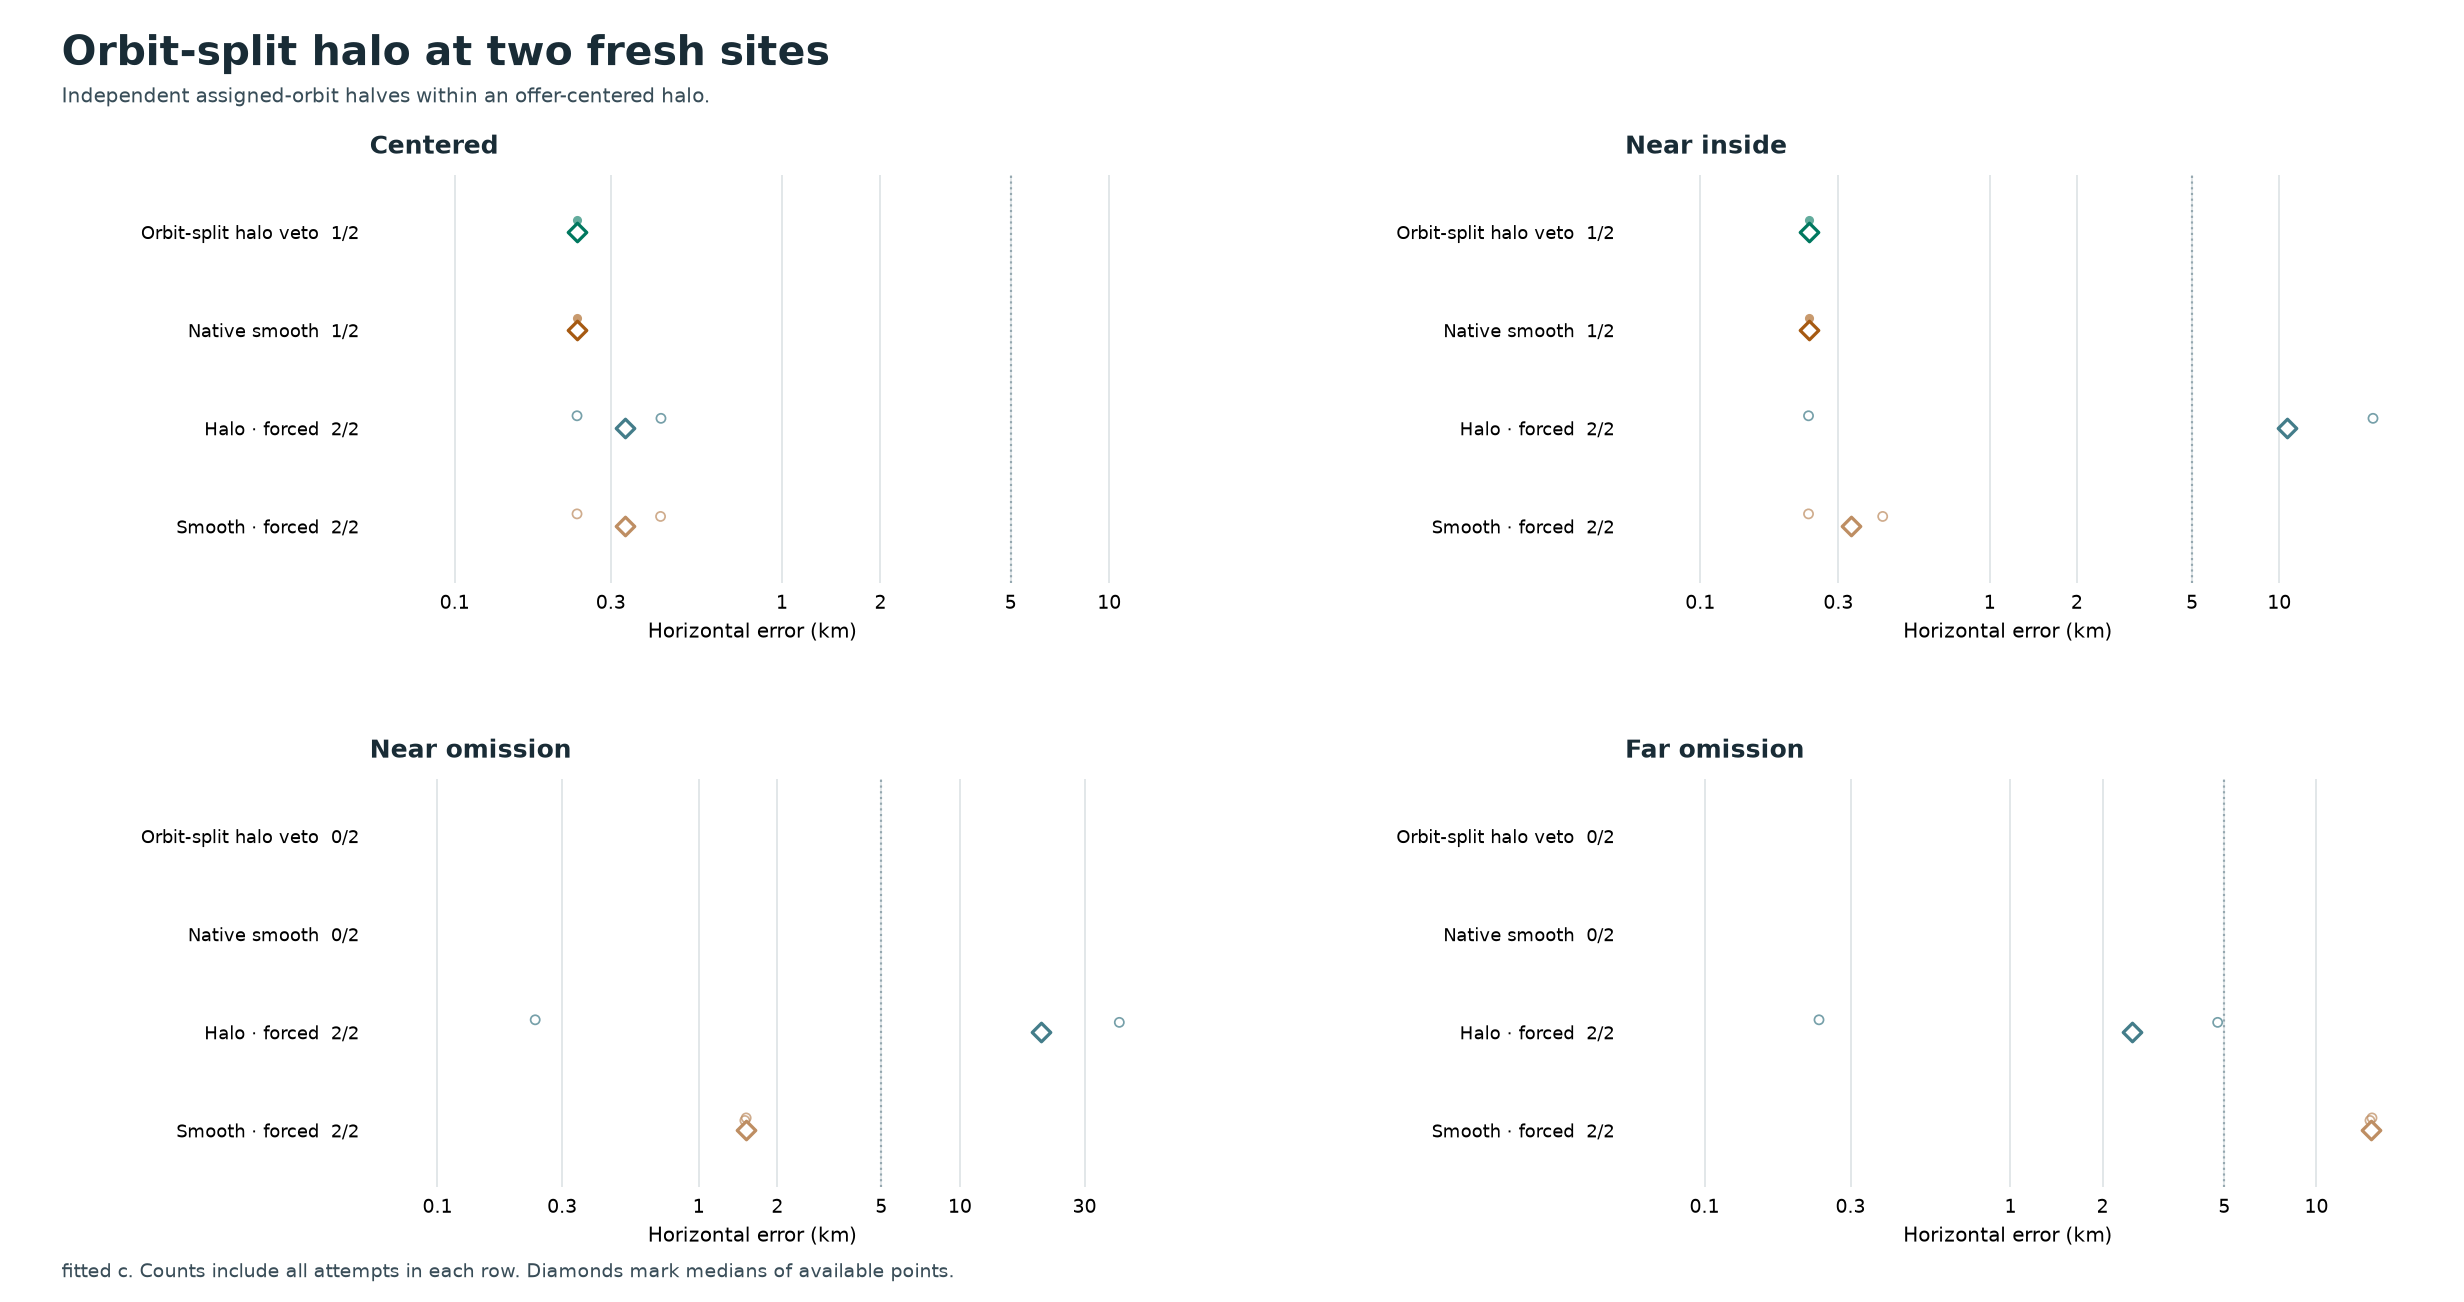 Orbit-split halo at two fresh sites
Independent assigned-orbit halves within an offer-centered halo.
Centered
Orbit-split halo veto 1/2
Native smooth 1/2
Halo · forced 2/2
Smooth · forced 2/2
0.1 0.3 1 2 5 10
Horizontal error (km)
Near inside
Orbit-split halo veto 1/2
Native smooth 1/2
Halo · forced 2/2
Smooth · forced 2/2
0.1 0.3 1 2 5 10
Horizontal error (km)
Near omission
Orbit-split halo veto 0/2
Native smooth 0/2
Halo · forced 2/2
Smooth · forced 2/2
0.1 0.3 1 2 5 10 30
Horizontal error (km)
Far omission
Orbit-split halo veto 0/2
Native smooth 0/2
Halo · forced 2/2
Smooth · forced 2/2
0.1 0.3 1 2 5 10
Horizontal error (km)
fitted c. Counts include all attempts in each row. Diamonds mark medians of available points.